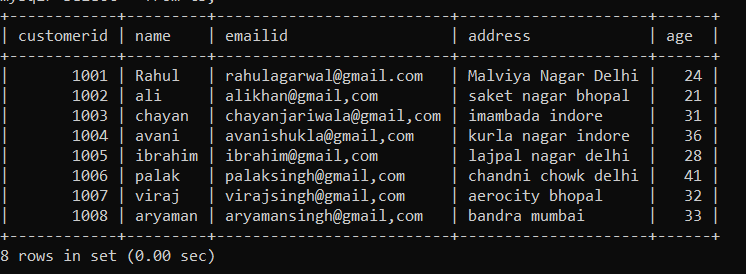 +------------+---------+--------------------------+----------------------+------+
| customerid | name    | emailid                  | address              | age  |
+------------+---------+--------------------------+----------------------+------+
|       1001 | Rahul   | rahulagarwal@gmail.com   | Malviya Nagar Delhi  |   24 |
|       1002 | ali     | alikhan@gmail,com        | saket nagar bhopal   |   21 |
|       1003 | chayan  | chayanjariwala@gmail,com | imambada indore      |   31 |
|       1004 | avani   | avanishukla@gmail,com    | kurla nagar indore   |   36 |
|       1005 | ibrahim | ibrahim@gmail,com        | lajpal nagar delhi   |   28 |
|       1006 | palak   | palaksingh@gmail,com     | chandni chowk delhi  |   41 |
|       1007 | viraj   | virajsingh@gmail,com     | aerocity bhopal      |   32 |
|       1008 | aryaman | aryamansingh@gmail,com   | bandra mumbai        |   33 |
+------------+---------+--------------------------+----------------------+------+
8 rows in set (0.00 sec)